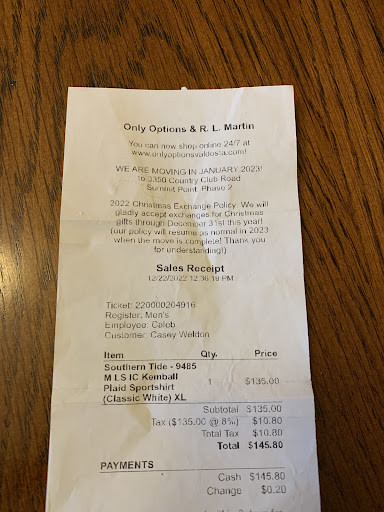 Only Options & R. L. Martin
You can now shop online 24/7 at
www.onlyoptionsvaldosta.com!
WE ARE MOVING IN JANUARY 2023!
to 3350 Country Club Road
Summit Point, Phase 2
2022 Christmas Exchange Policy: We will
gladly accept exchanges for Christmas
gifts through December 31st this year!
(our policy will resume as normal in 2023
when the move is complete! Thank you
for understanding!)
Sales Receipt
12/22/2022 12:36:19 PM
Ticket: 220000204916
Register: Men's
Employee: Caleb
Customer: Casey Weldon
Item Qty. Price
Southern Tide - 9485
M LS IC Kemball
Plaid Sportshirt 1 $135.00
(Classic White) XL
Subtotal $135.00
Tax ($135.00 @ 8%) $10.80
Total Tax $10.80
Total $145.80
PAYMENTS
Cash $145.80
Change $0.20